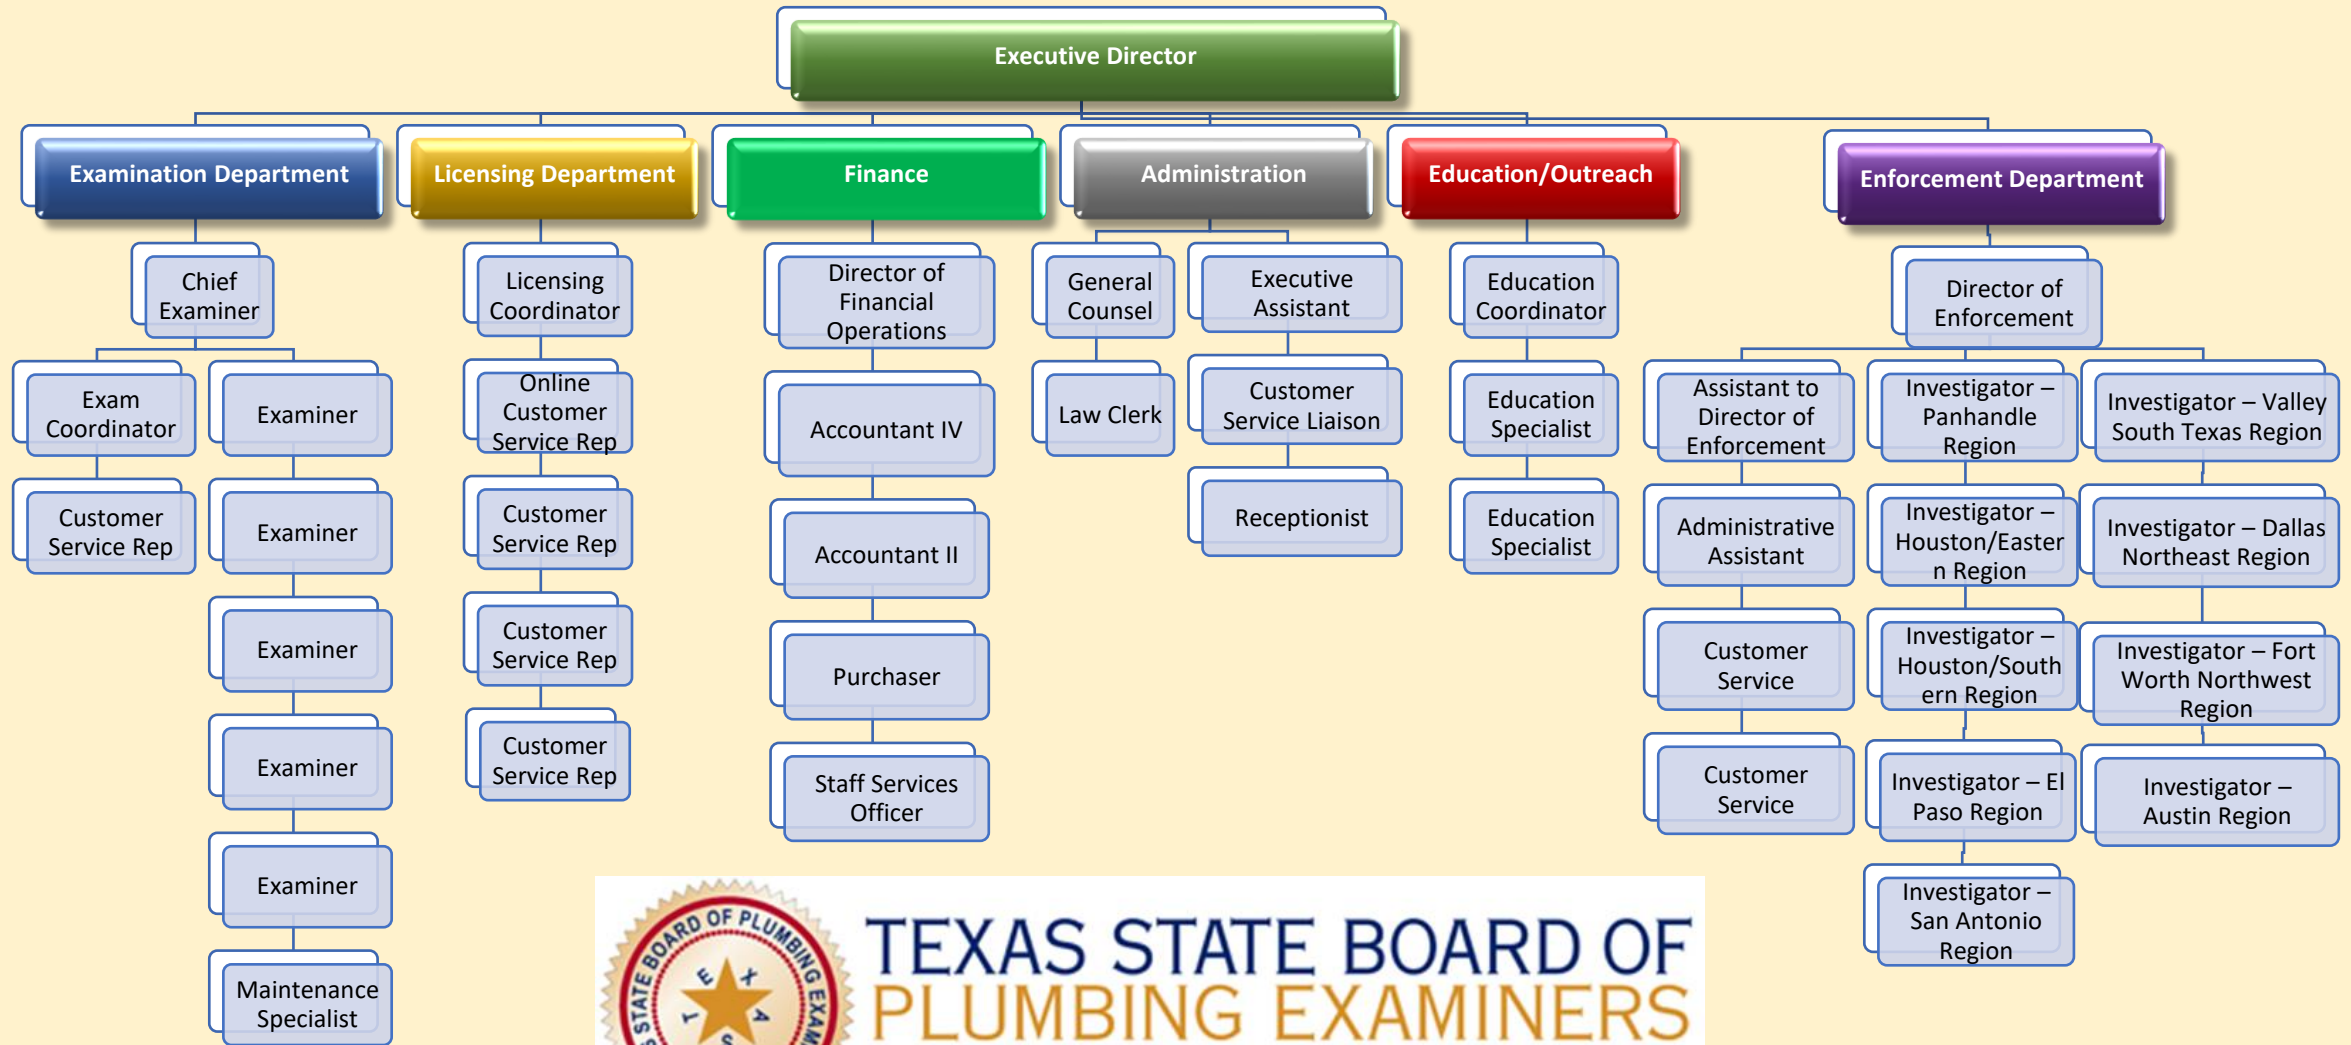 Executive Director
Examination Department
Licensing Department
Finance
Administration
Education/Outreach
Enforcement Department
Chief
Examiner
Exam
Coordinator
Customer
Service Rep
Examiner
Examiner
Examiner
Examiner
Examiner
Maintenance
Specialist
Licensing
Coordinator
Online
Customer
Service Rep
Customer
Service Rep
Customer
Service Rep
Customer
Service Rep
Director of
Financial
Operations
Accountant IV
Accountant II
Purchaser
Staff Services
Officer
General
Counsel
Law Clerk
Executive
Assistant
Customer
Service Liaison
Receptionist
Education
Coordinator
Education
Specialist
Education
Specialist
Director of
Enforcement
Assistant to
Director of
Enforcement
Administrative
Assistant
Customer
Service
Customer
Service
Investigator –
Panhandle
Region
Investigator –
Houston/Easter
n Region
Investigator –
Houston/South
ern Region
Investigator – El
Paso Region
Investigator –
San Antonio
Region
Investigator – Valley
South Texas Region
Investigator – Dallas
Northeast Region
Investigator – Fort
Worth Northwest
Region
Investigator –
Austin Region
STATE BOARD OF PLUMBING EXAM
TEXAS
TEXAS STATE BOARD OF
PLUMBING EXAMINERS